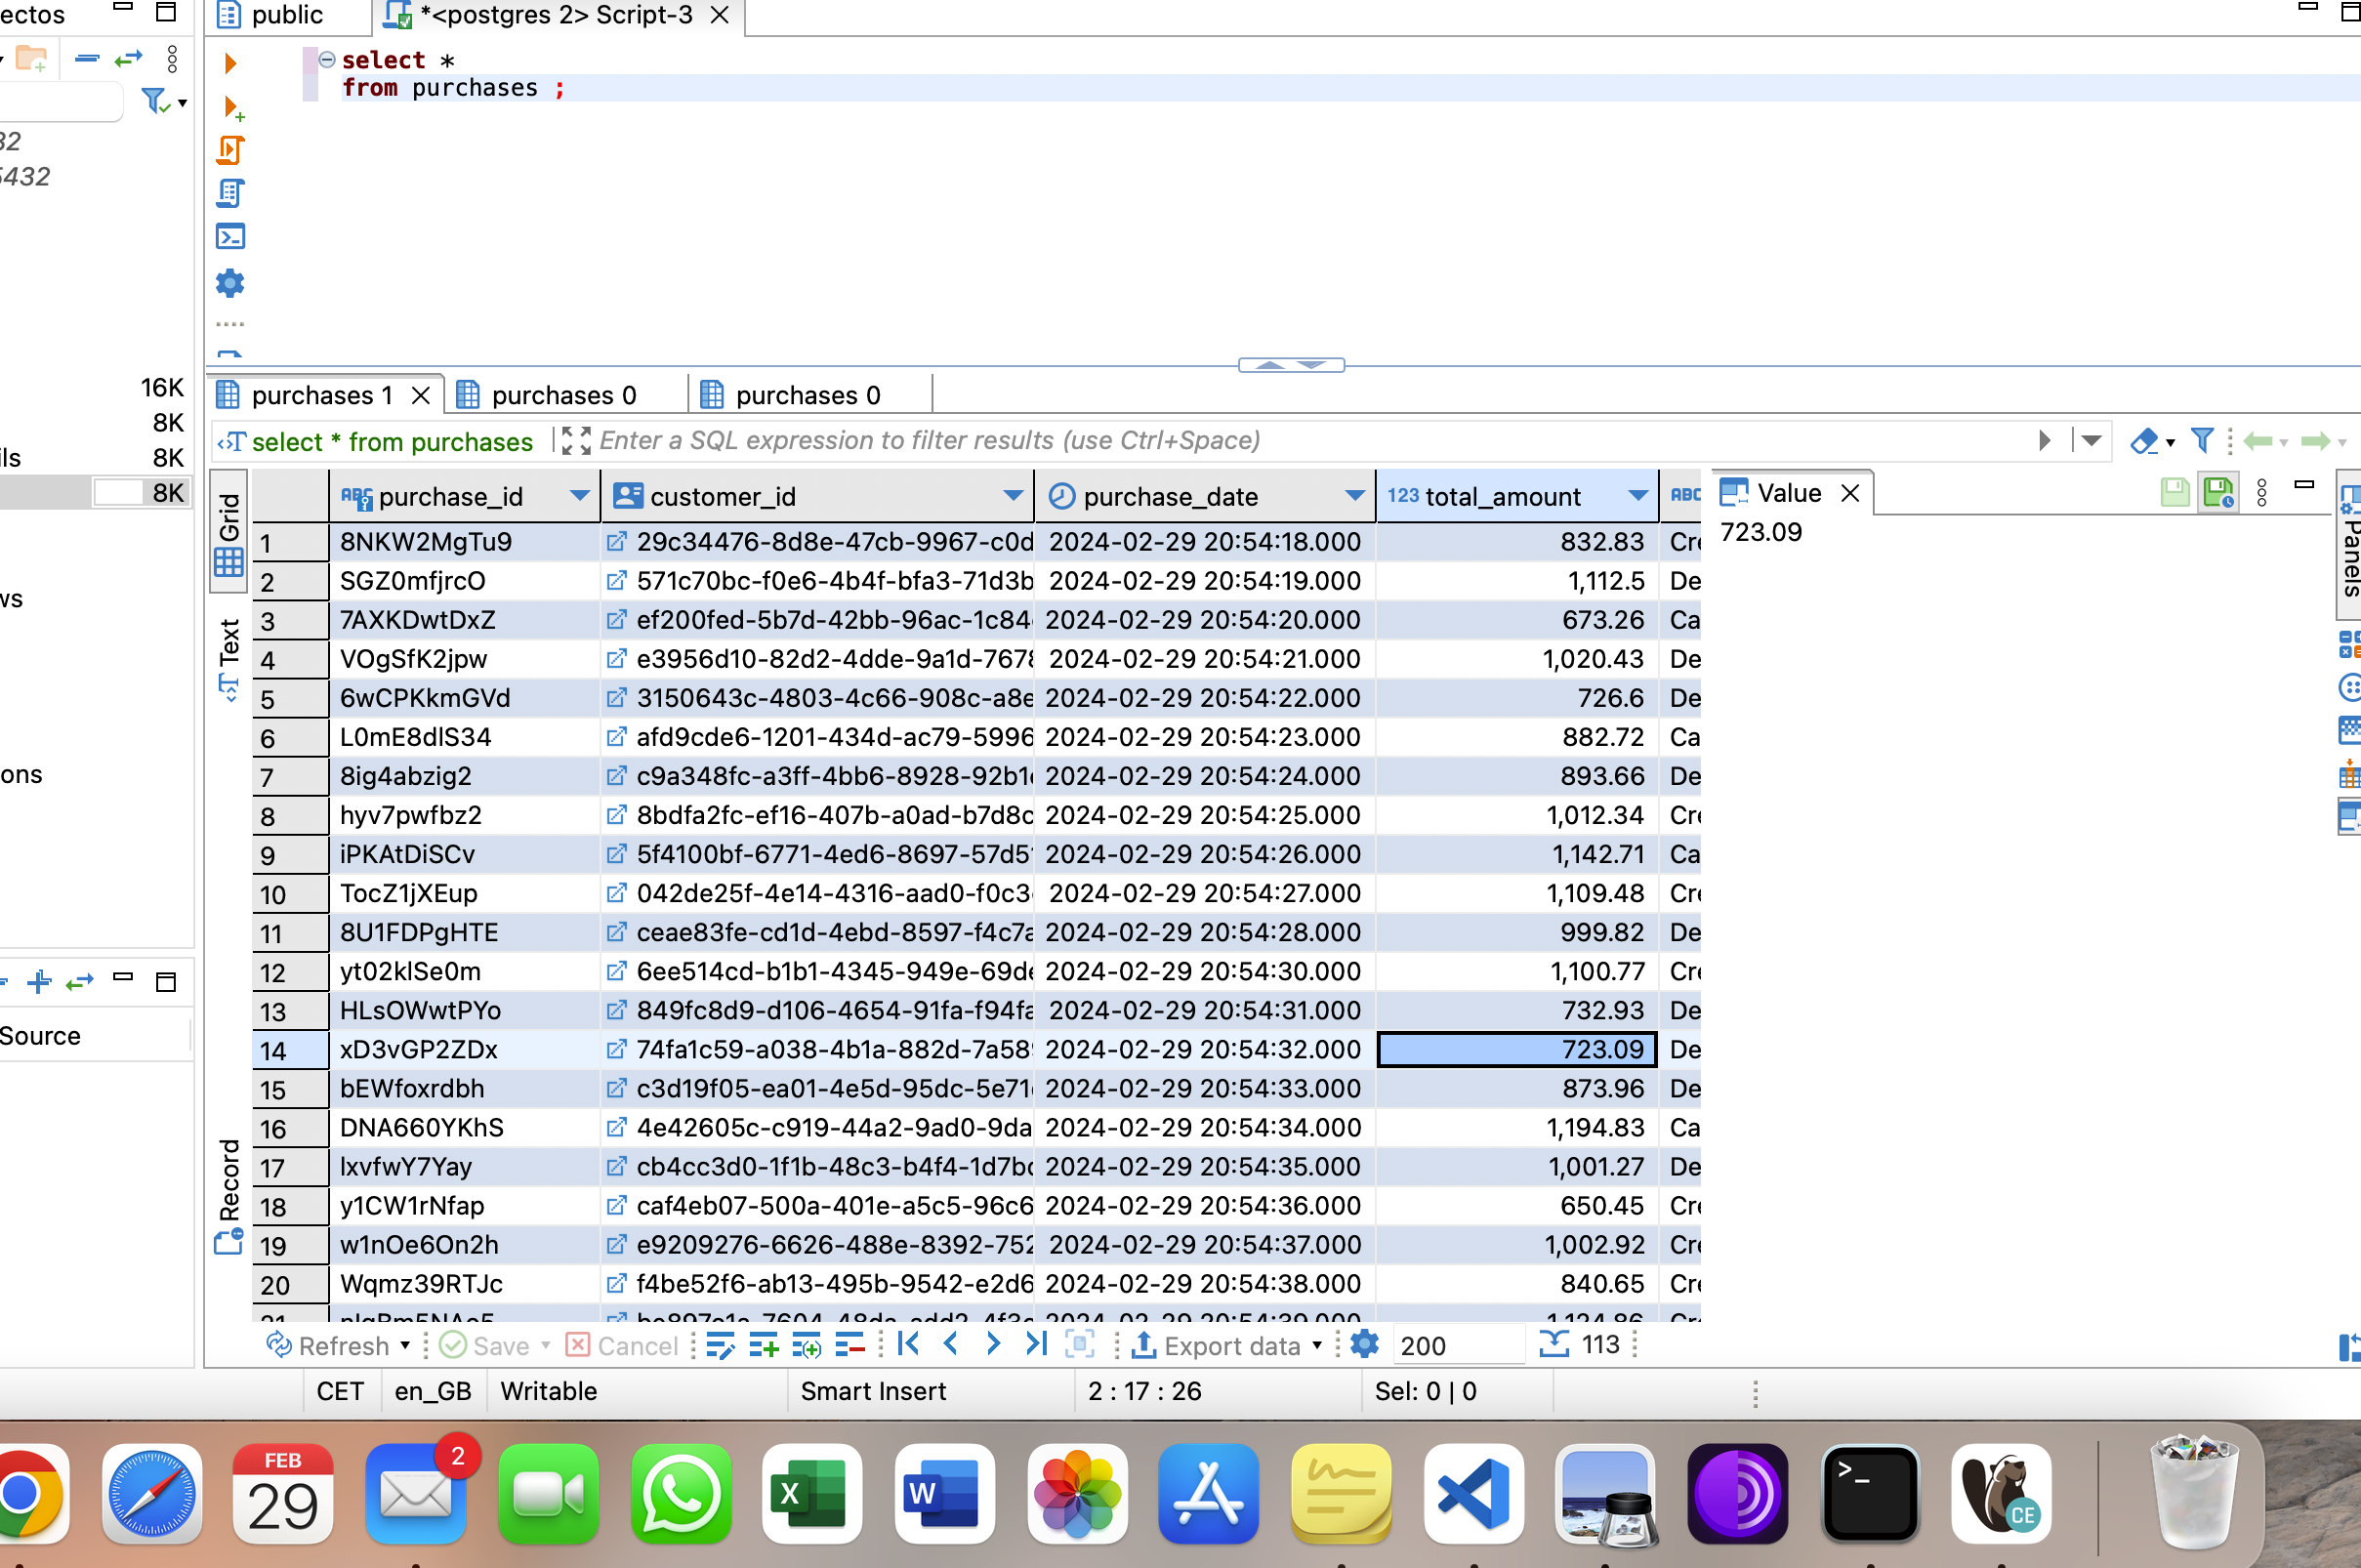 ectos
public
*<postgres 2> Script-3
select *
from purchases ;
32
5432
16K
8K
ils
8K
8K
ws
ons
Source
purchases 1
purchases 0
purchases 0
select * from purchases
Enter a SQL expression to filter results (use Ctrl+Space)
Grid
Text
Record
purchase_id customer_id purchase_date 123 total_amount ABC
1 8NKW2MgTu9 29c34476-8d8e-47cb-9967-c0d 2024-02-29 20:54:18.000 832.83 Cre
2 SGZ0mfjrcO 571c70bc-f0e6-4b4f-bfa3-71d3b 2024-02-29 20:54:19.000 1,112.5 De
3 7AXKDwtDxZ ef200fed-5b7d-42bb-96ac-1c84 2024-02-29 20:54:20.000 673.26 Ca
4 VOgSfK2jpw e3956d10-82d2-4dde-9a1d-7678 2024-02-29 20:54:21.000 1,020.43 De
5 6wCPKkmGVd 3150643c-4803-4c66-908c-a8e 2024-02-29 20:54:22.000 726.6 De
6 L0mE8dlS34 afd9cde6-1201-434d-ac79-5996 2024-02-29 20:54:23.000 882.72 Ca
7 8ig4abzig2 c9a348fc-a3ff-4bb6-8928-92b1 2024-02-29 20:54:24.000 893.66 De
8 hyv7pwfbz2 8bdfa2fc-ef16-407b-a0ad-b7d8c 2024-02-29 20:54:25.000 1,012.34 Cre
9 iPKAtDiSCv 5f4100bf-6771-4ed6-8697-57d5 2024-02-29 20:54:26.000 1,142.71 Ca
10 TocZ1jXEup 042de25f-4e14-4316-aad0-f0c3 2024-02-29 20:54:27.000 1,109.48 Cre
11 8U1FDPgHTE ceae83fe-cd1d-4ebd-8597-f4c7a 2024-02-29 20:54:28.000 999.82 De
12 yt02klSe0m 6ee514cd-b1b1-4345-949e-69de 2024-02-29 20:54:30.000 1,100.77 Cre
13 HLsOWwtPYo 849fc8d9-d106-4654-91fa-f94fa 2024-02-29 20:54:31.000 732.93 De
14 xD3vGP2ZDx 74fa1c59-a038-4b1a-882d-7a58 2024-02-29 20:54:32.000 723.09 De
15 bEWfoxrdbh c3d19f05-ea01-4e5d-95dc-5e71 2024-02-29 20:54:33.000 873.96 De
16 DNA660YKhS 4e42605c-c919-44a2-9ad0-9da 2024-02-29 20:54:34.000 1,194.83 Ca
17 lxvfwY7Yay cb4cc3d0-1f1b-48c3-b4f4-1d7bc 2024-02-29 20:54:35.000 1,001.27 De
18 y1CW1rNfap caf4eb07-500a-401e-a5c5-96c6 2024-02-29 20:54:36.000 650.45 Cre
19 w1nOe6On2h e9209276-6626-488e-8392-752 2024-02-29 20:54:37.000 1,002.92 Cre
20 Wqmz39RTJc f4be52f6-ab13-495b-9542-e2d6 2024-02-29 20:54:38.000 840.65 Cre
Value
723.09
Panels
Refresh Save Cancel Export data 200 113
CET en_GB Writable Smart Insert 2 : 17 : 26 Sel: 0 | 0
FEB
29
2
X
W
>_
CE